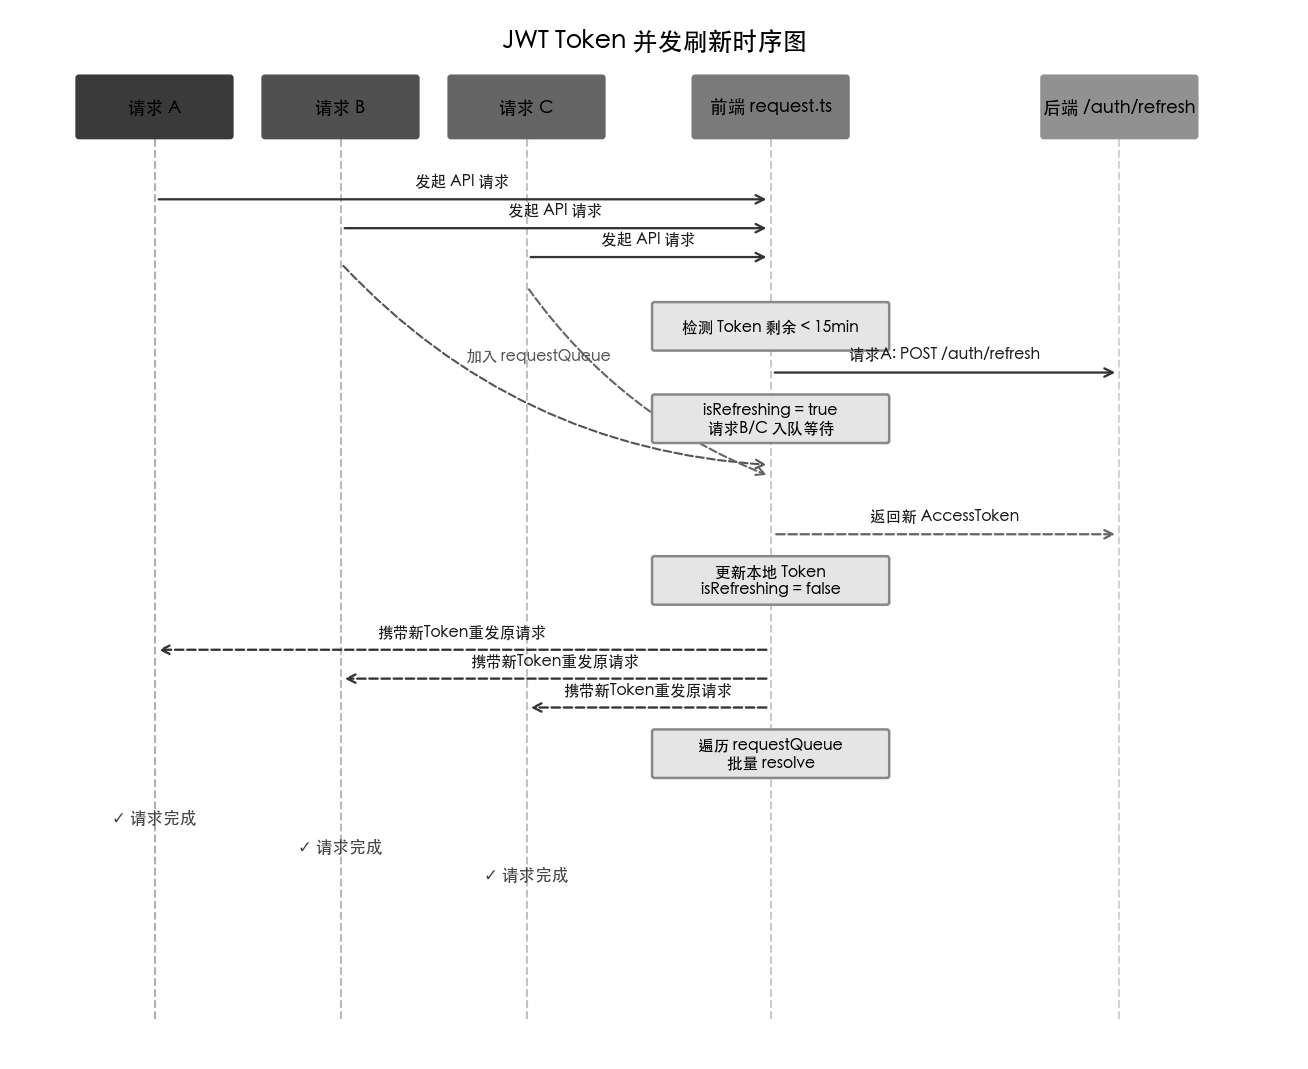 JWT Token 并发刷新时序图
请求 A
请求 B
请求 C
前端 request.ts
后端 /auth/refresh
发起 API 请求
发起 API 请求
发起 API 请求
检测 Token 剩余 < 15min
加入 requestQueue
请求A: POST /auth/refresh
isRefreshing = true
请求B/C 入队等待
返回新 AccessToken
更新本地 Token
isRefreshing = false
携带新Token重发原请求
携带新Token重发原请求
携带新Token重发原请求
遍历 requestQueue
批量 resolve
✓ 请求完成
✓ 请求完成
✓ 请求完成